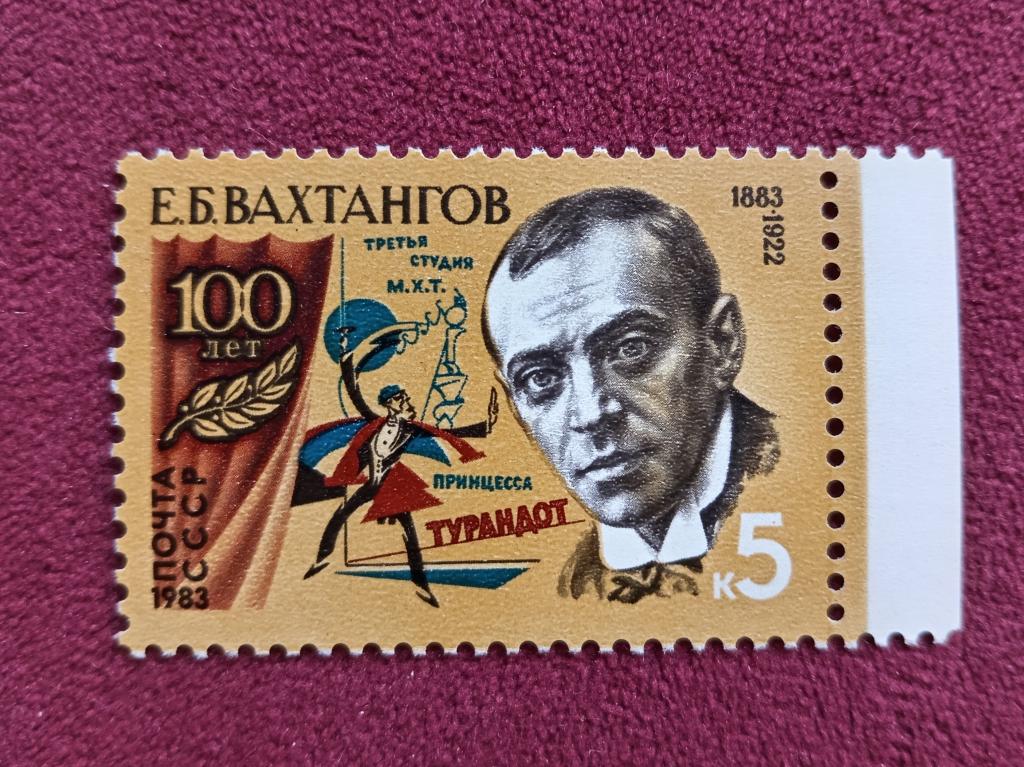 Е.Б.ВАХТАНГОВ
1883·1922
ТРЕТЬЯ
СТУДИЯ
М.Х.Т.
100
лет
ПРИНЦЕССА
ТУРАНДОТ
ПОЧТА
СССР
1983
к5